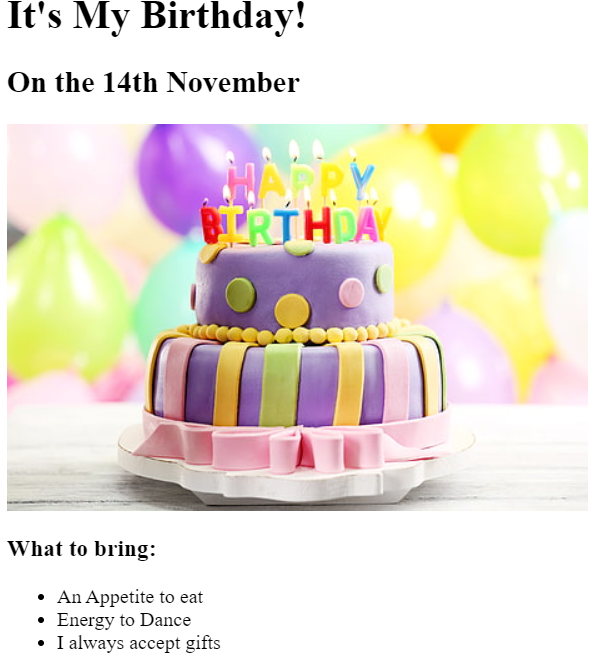 It's My Birthday!
On the 14th November
HAPPY
BIRTHDAY
What to bring:
An Appetite to eat
Energy to Dance
I always accept gifts